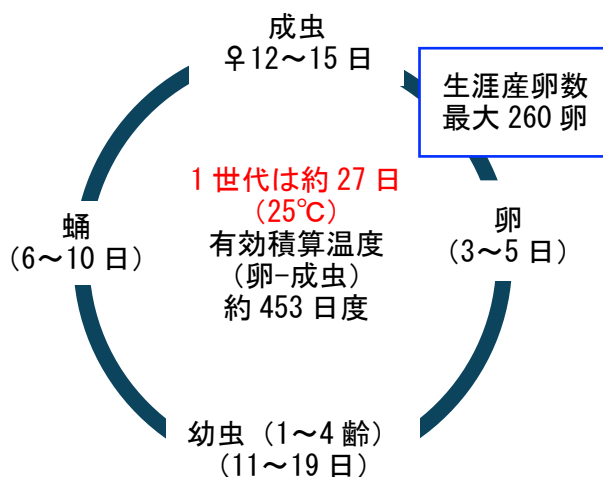 成虫
♀12～15 日
生涯産卵数
最大 260 卵
1 世代は約 27 日
（25℃）
有効積算温度
（卵−成虫）
約 453 日度
卵
（3～5 日）
蛹
（6～10 日）
幼虫（1～4 齢）
（11～19 日）